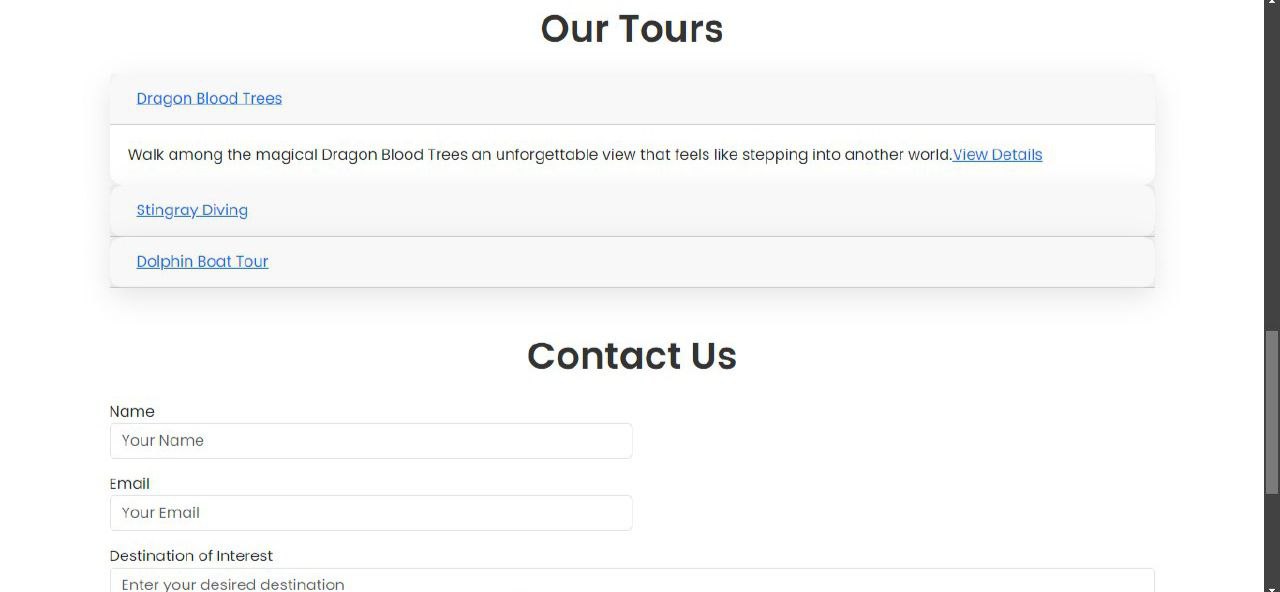 Our Tours
Dragon Blood Trees
Walk among the magical Dragon Blood Trees an unforgettable view that feels like stepping into another world.View Details
Stingray Diving
Dolphin Boat Tour
Contact Us
Name
Your Name
Email
Your Email
Destination of Interest
Enter your desired destination